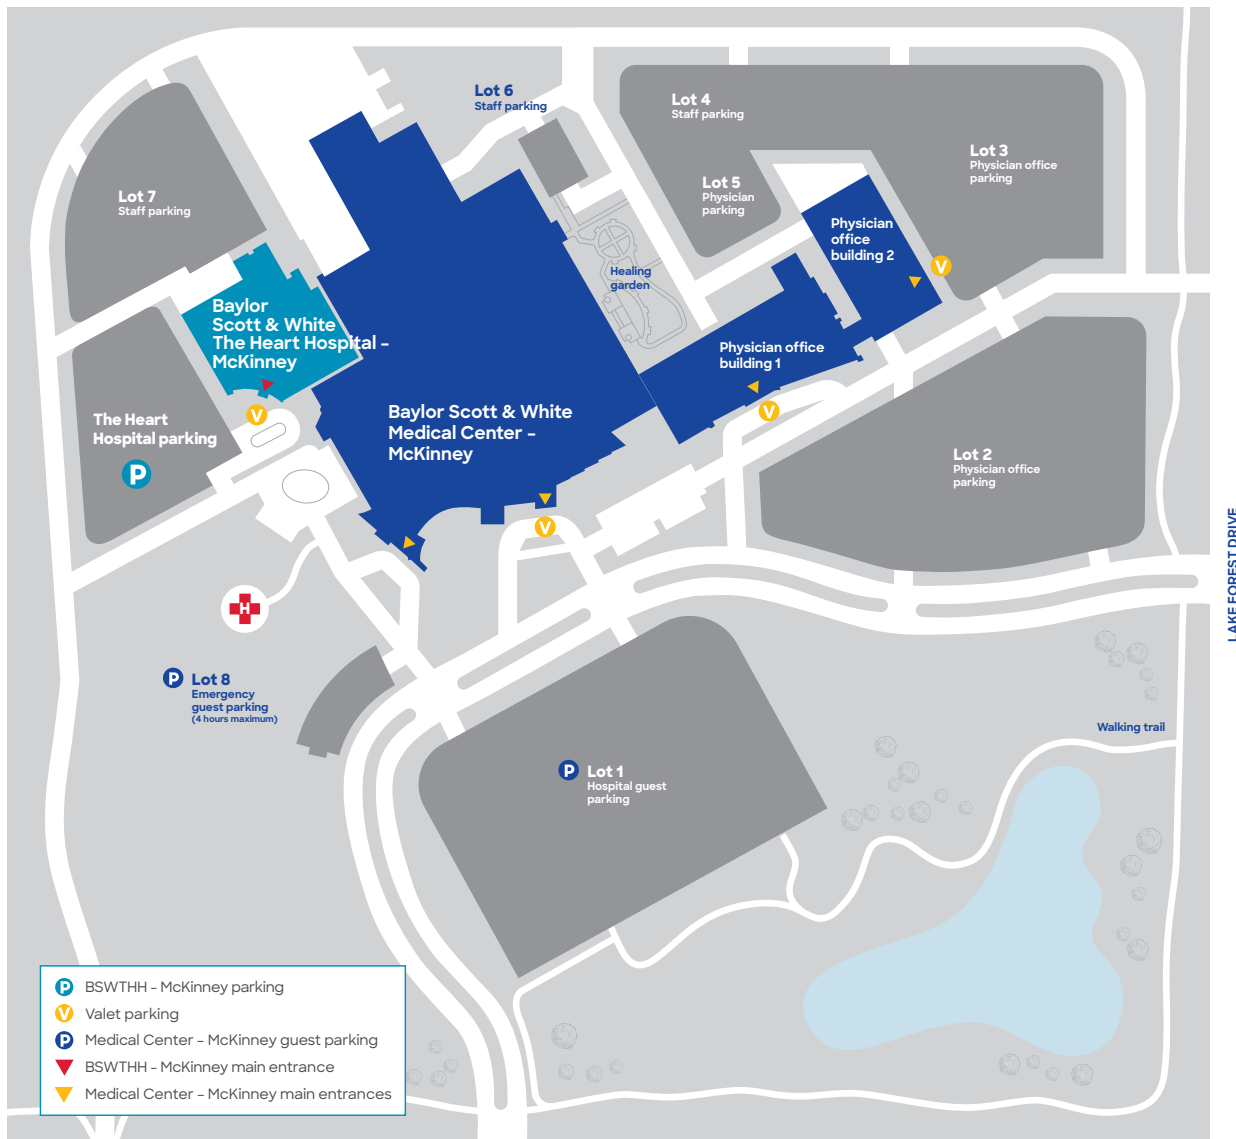 Lot 6
Staff parking
Lot 4
Staff parking
Lot 3
Physician office
parking
Lot 7
Staff parking
Lot 5
Physician
parking
Physician
office
building 2
V
Healing
garden
Baylor
Scott & White
The Heart Hospital –
McKinney
Physician office
building 1
V
V
The Heart
Hospital parking
P
Baylor Scott & White
Medical Center –
McKinney
V
Lot 2
Physician office
parking
LAKE FOREST DRIVE
H
P
Lot 8
Emergency
guest parking
(4 hours maximum)
Walking trail
P
Lot 1
Hospital guest
parking
P BSWTHH – McKinney parking
V Valet parking
P Medical Center – McKinney guest parking
BSWTHH – McKinney main entrance
Medical Center – McKinney main entrances